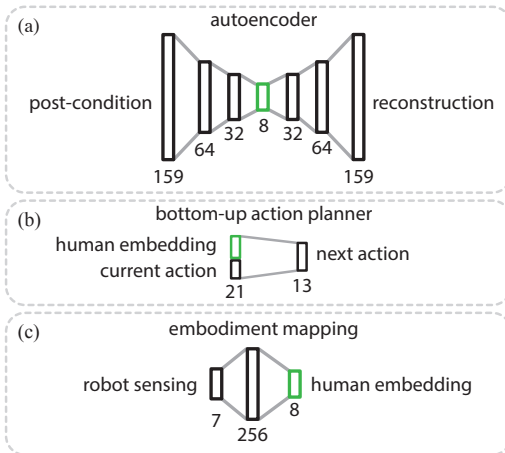 (a)
autoencoder
post-condition
reconstruction
159
64
32
8
32
64
159
(b)
bottom-up action planner
human embedding
current action
next action
21
13
(c)
embodiment mapping
robot sensing
human embedding
7
256
8